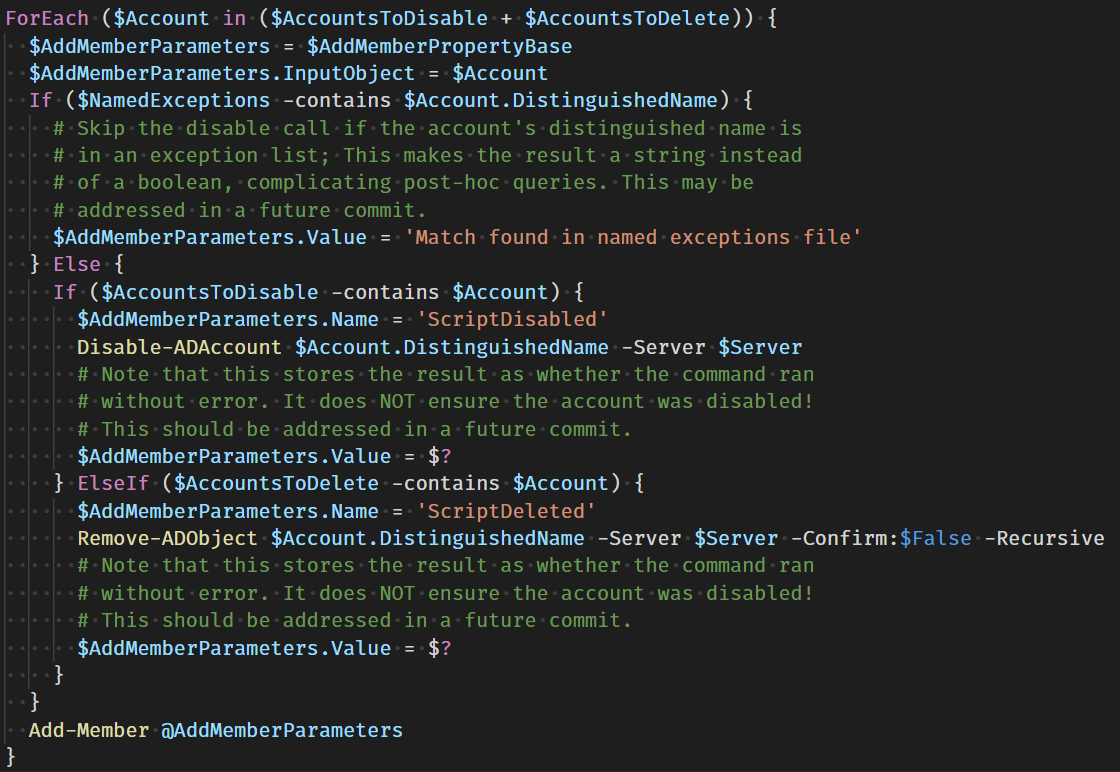 ForEach ($Account in ($AccountsToDisable + $AccountsToDelete)) {
  $AddMemberParameters = $AddMemberPropertyBase
  $AddMemberParameters.InputObject = $Account
  If ($NamedExceptions -contains $Account.DistinguishedName) {
    # Skip the disable call if the account's distinguished name is
    # in an exception list; This makes the result a string instead
    # of a boolean, complicating post-hoc queries. This may be
    # addressed in a future commit.
    $AddMemberParameters.Value = 'Match found in named exceptions file'
  } Else {
    If ($AccountsToDisable -contains $Account) {
      $AddMemberParameters.Name = 'ScriptDisabled'
      Disable-ADAccount $Account.DistinguishedName -Server $Server
      # Note that this stores the result as whether the command ran
      # without error. It does NOT ensure the account was disabled!
      # This should be addressed in a future commit.
      $AddMemberParameters.Value = $?
    } ElseIf ($AccountsToDelete -contains $Account) {
      $AddMemberParameters.Name = 'ScriptDeleted'
      Remove-ADObject $Account.DistinguishedName -Server $Server -Confirm:$False -Recursive
      # Note that this stores the result as whether the command ran
      # without error. It does NOT ensure the account was disabled!
      # This should be addressed in a future commit.
      $AddMemberParameters.Value = $?
    }
  }
  Add-Member @AddMemberParameters
}